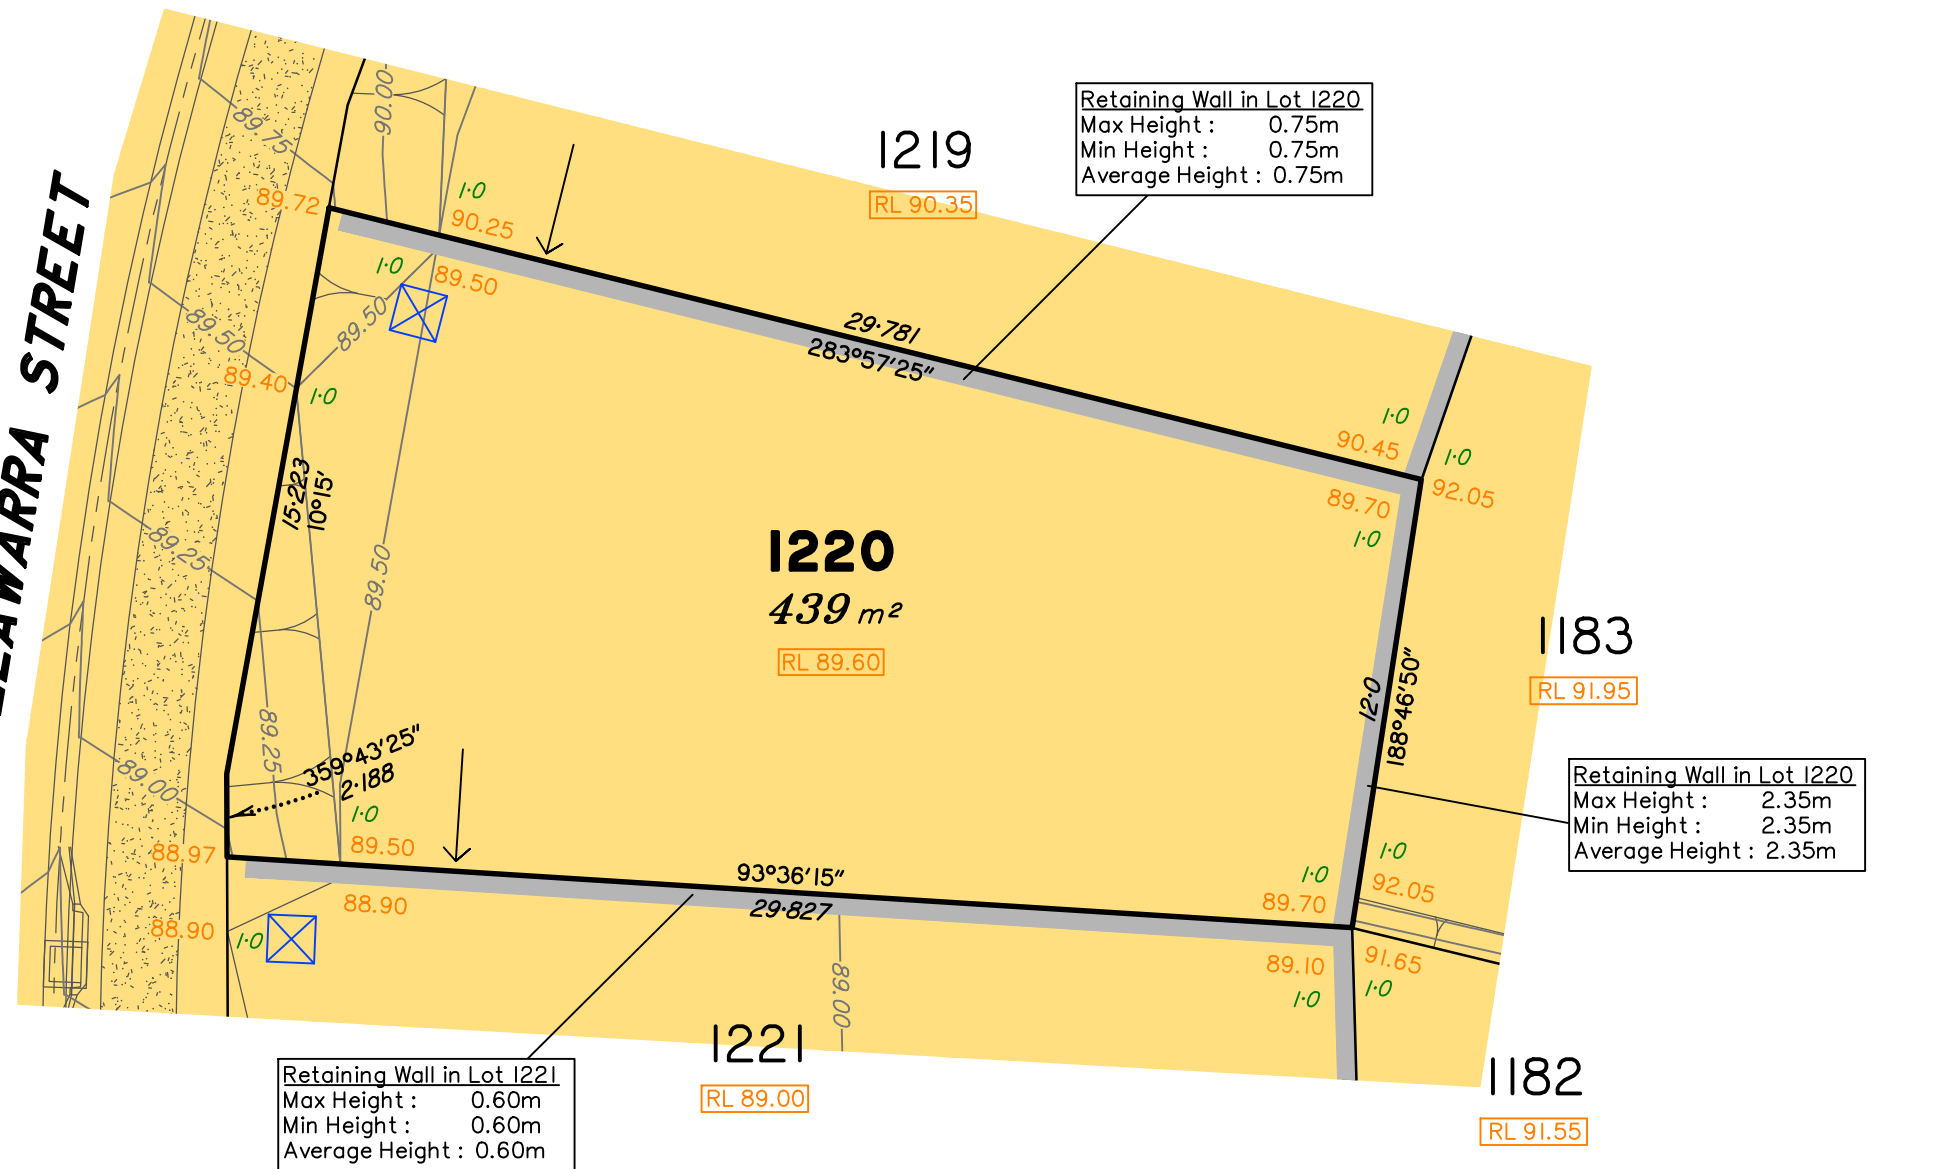 Retaining Wall in Lot 1220
Max Height : 0.75m
Min Height : 0.75m
Average Height : 0.75m
90.00
89.75
1219
RL 90.35
STREET
89.72
1·0
90.25
1·0
89.50
89.50
89.50
29·781
283°57'25"
89.40
1·0
1·0
90.45
1·0
92.05
89.70
1·0
15·223
10°15'
89.25
89.50
1220
439 m²
RL 89.60
1183
RL 91.95
12·0
188°46'50"
89.25
359°43'25"
2·188
89.00
1·0
89.50
88.97
Retaining Wall in Lot 1220
Max Height : 2.35m
Min Height : 2.35m
Average Height : 2.35m
93°36'15"
29·827
1·0
89.70
1·0
92.05
88.90
88.90
1·0
89.00
89.10
1·0
91.65
1·0
1221
RL 89.00
1182
RL 91.55
Retaining Wall in Lot 1221
Max Height : 0.60m
Min Height : 0.60m
Average Height : 0.60m